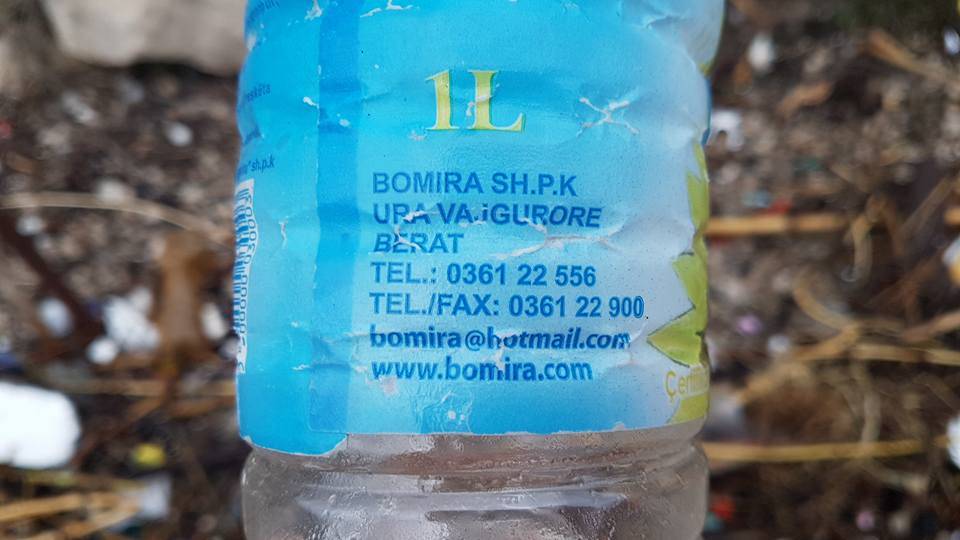 1L
BOMIRA SH.P.K
URA VAJGURORE
BERAT
TEL.: 0361 22 556
TEL./FAX: 0361 22 900
bomira@hotmail.com
www.bomira.com
sh.p.k